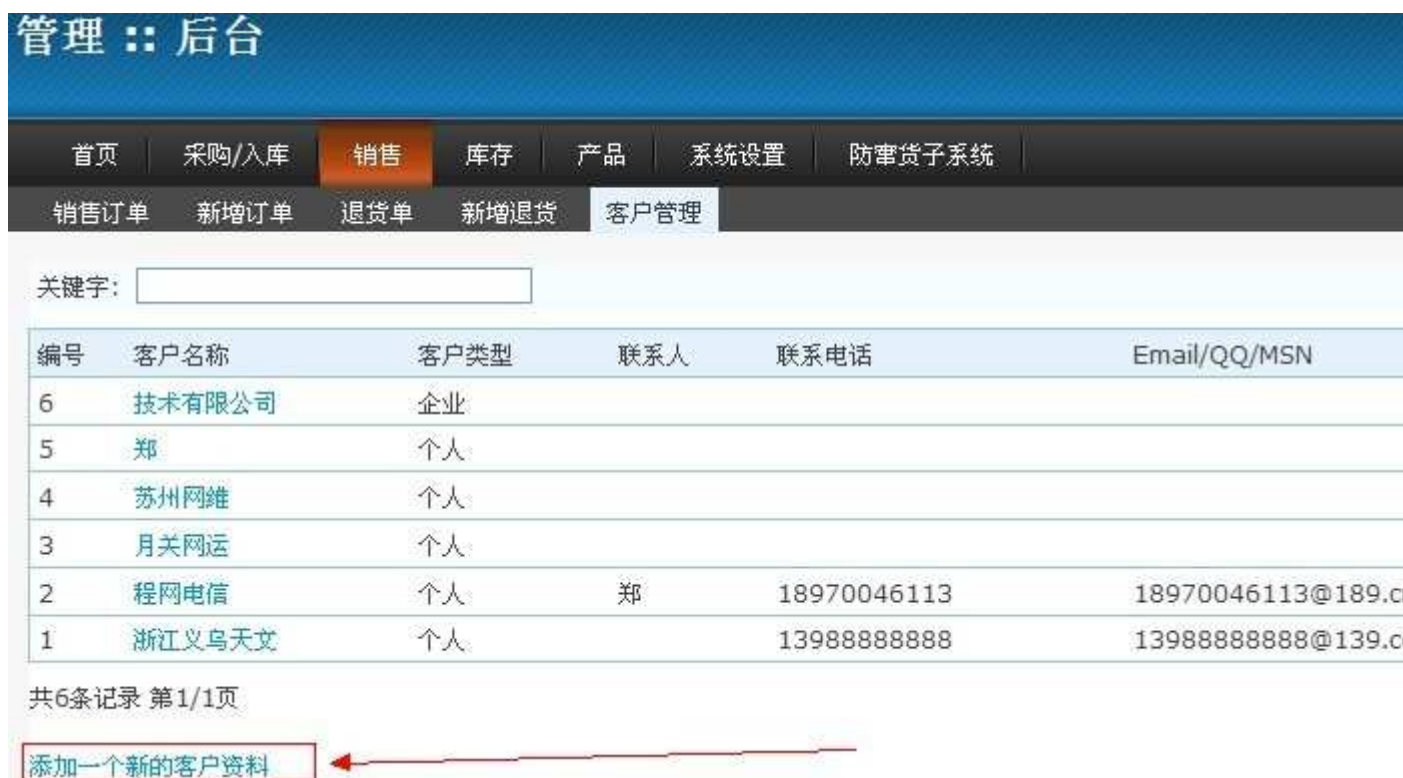 管理 :: 后台
首页 采购/入库 销售 库存 产品 系统设置 防窜货子系统
销售订单 新增订单 退货单 新增退货 客户管理
关键字:
编号 客户名称 客户类型 联系人 联系电话 Email/QQ/MSN
6 技术有限公司 企业
5 郑 个人
4 苏州网维 个人
3 月关网运 个人
2 程网电信 个人 郑 18970046113 18970046113@189.c
1 浙江义乌天文 个人 13988888888 13988888888@139.c
共6条记录 第1/1页
添加一个新的客户资料